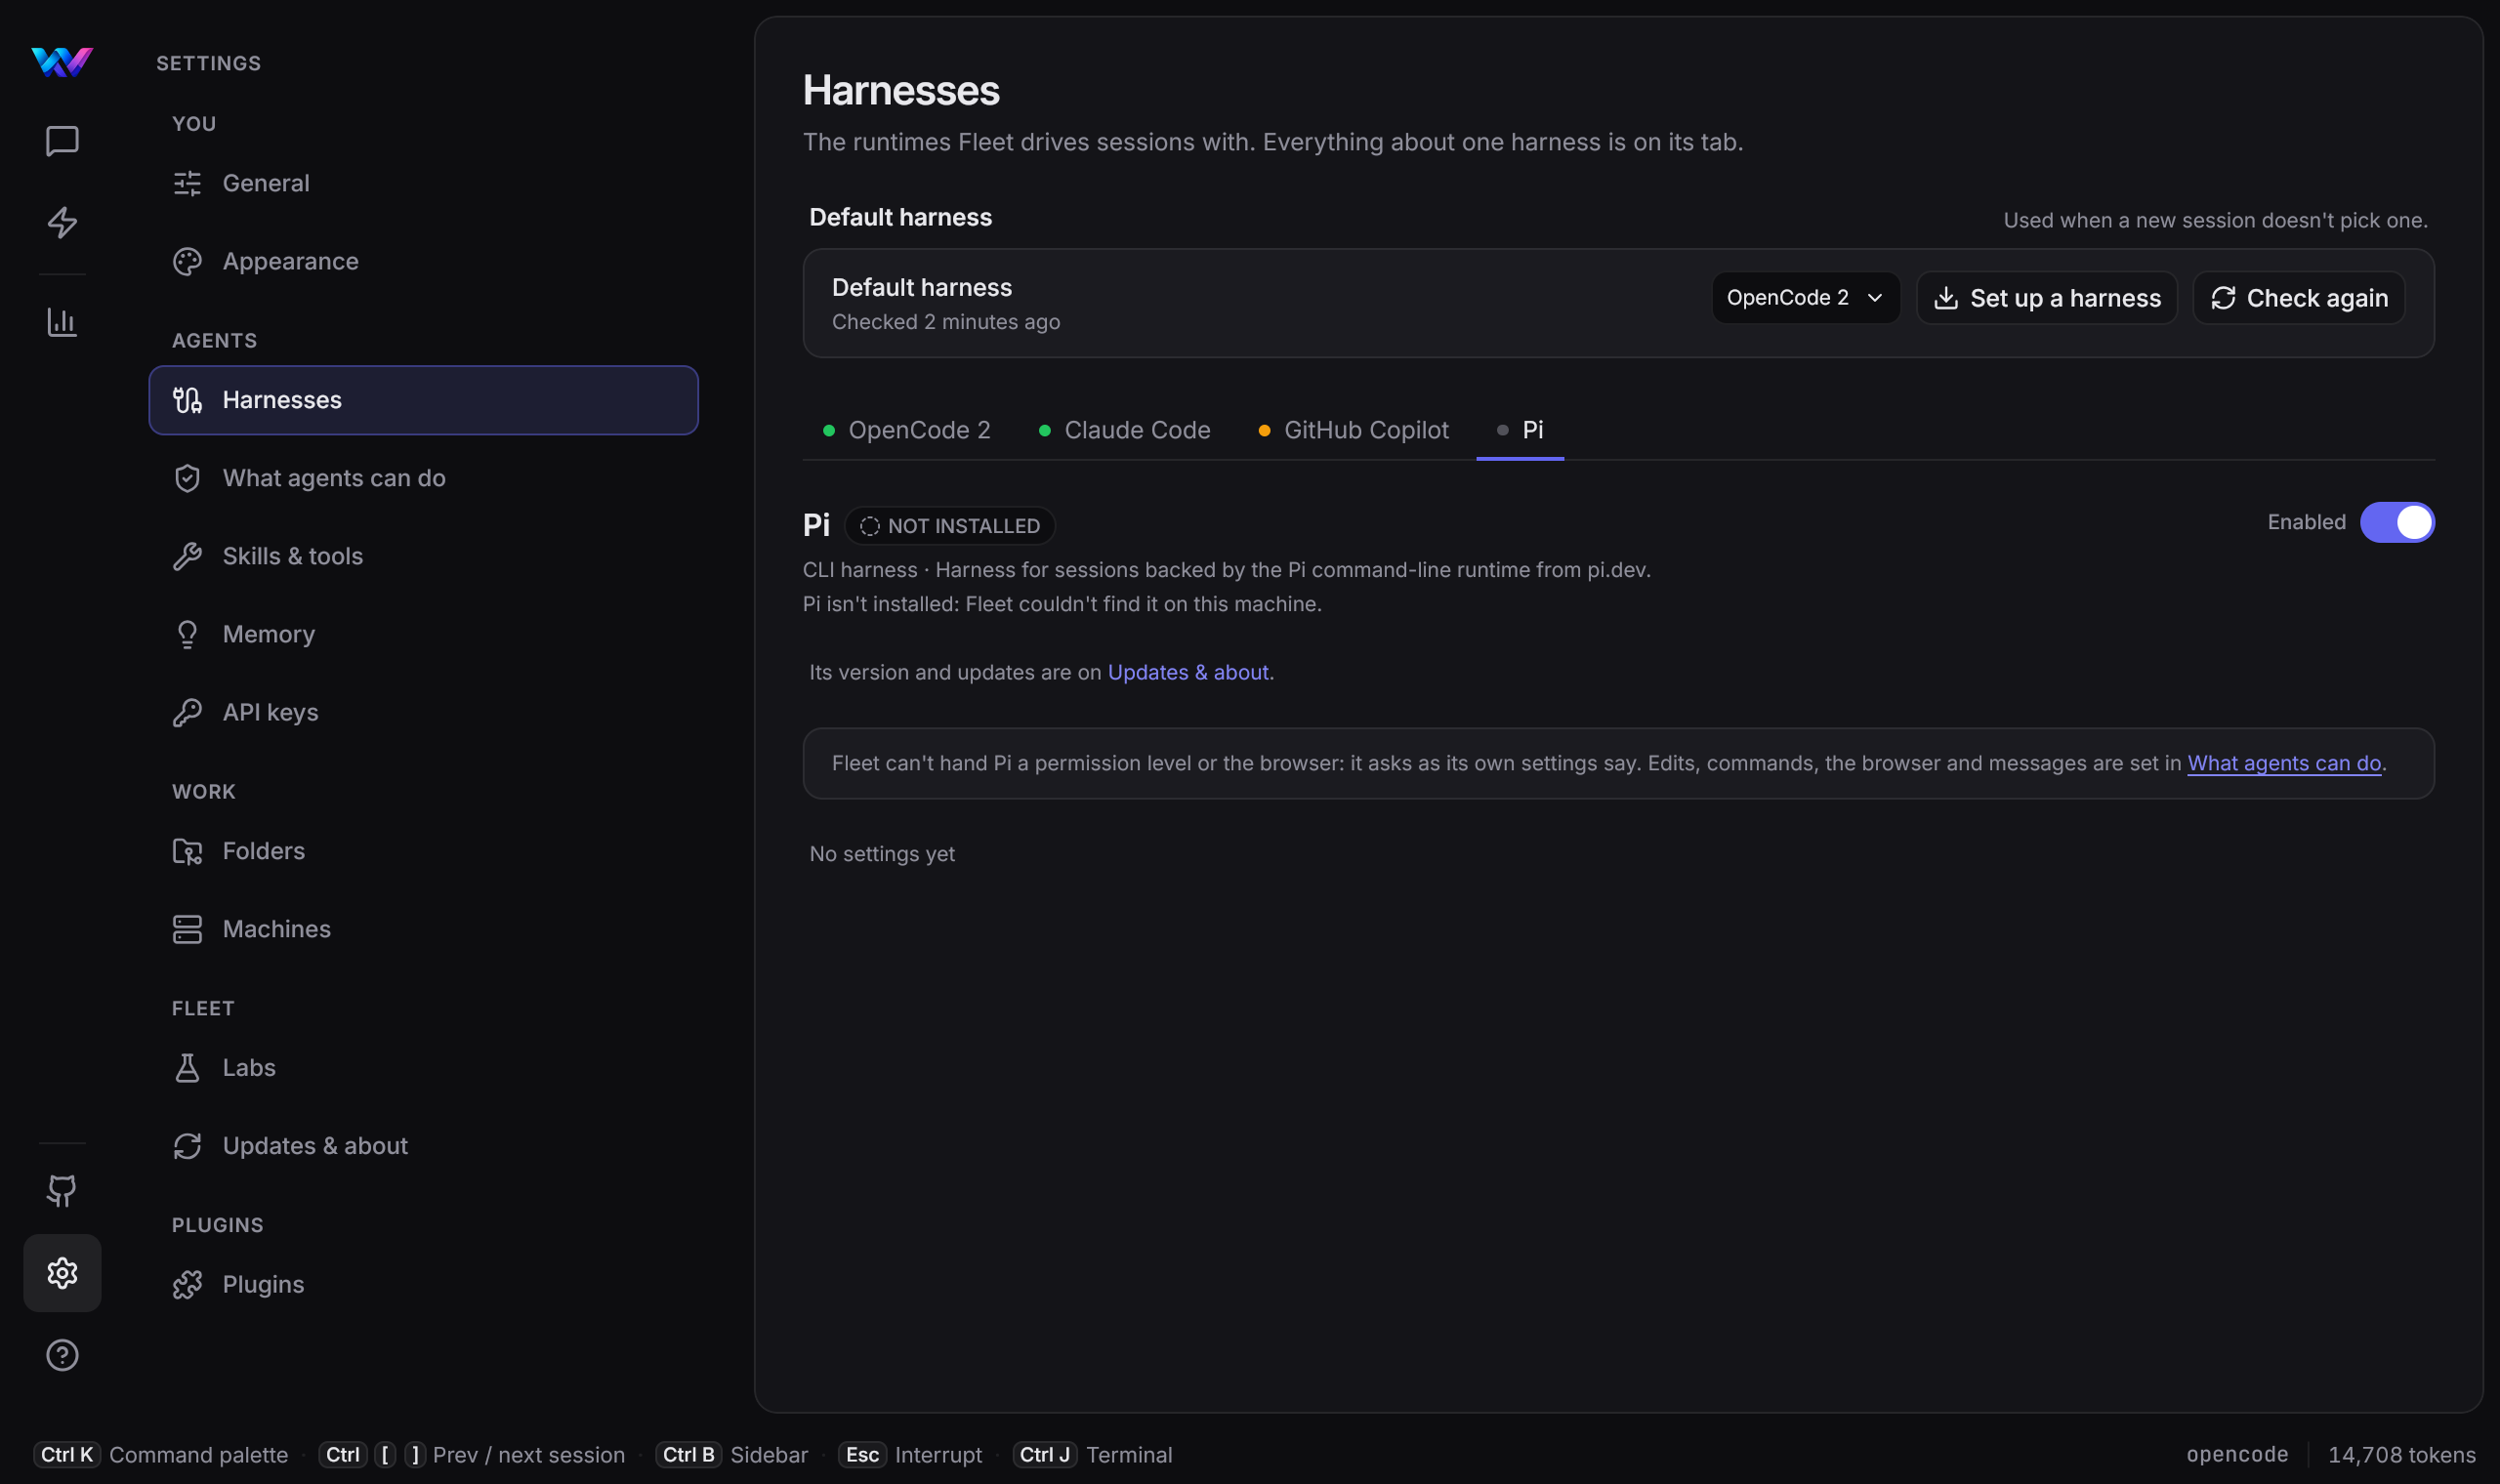 SETTINGS
YOU
General
Appearance
AGENTS
Harnesses
What agents can do
Skills & tools
Memory
API keys
WORK
Folders
Machines
FLEET
Labs
Updates & about
PLUGINS
Plugins
Harnesses
The runtimes Fleet drives sessions with. Everything about one harness is on its tab.
Default harness
Used when a new session doesn't pick one.
Default harness
Checked 2 minutes ago
OpenCode 2
Set up a harness
Check again
OpenCode 2
Claude Code
GitHub Copilot
Pi
Pi
NOT INSTALLED
Enabled
CLI harness · Harness for sessions backed by the Pi command-line runtime from pi.dev.
Pi isn't installed: Fleet couldn't find it on this machine.
Its version and updates are on Updates & about.
Fleet can't hand Pi a permission level or the browser: it asks as its own settings say. Edits, commands, the browser and messages are set in What agents can do.
No settings yet
Ctrl K Command palette · Ctrl [ ] Prev / next session · Ctrl B Sidebar · Esc Interrupt · Ctrl J Terminal
opencode
14,708 tokens